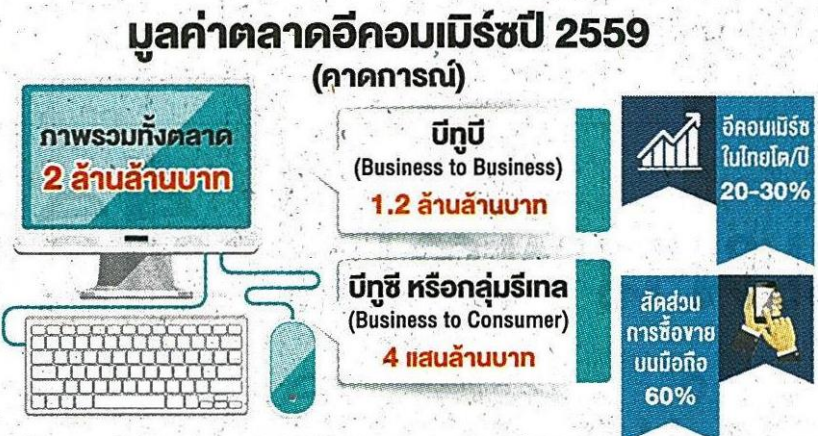 มูลค่าตลาดอีคอมเมิร์ซปี 2559
(คาดการณ์)
ภาพรวมทั้งตลาด
2 ล้านล้านบาท
บีทูบี
(Business to Business)
1.2 ล้านล้านบาท
บีทูซี หรือกลุ่มรีเทล
(Business to Consumer)
4 แสนล้านบาท
อีคอมเมิร์ซ
ในไทยโต/ปี
20-30%
สัดส่วน
การซื้อขาย
บนมือถือ
60%